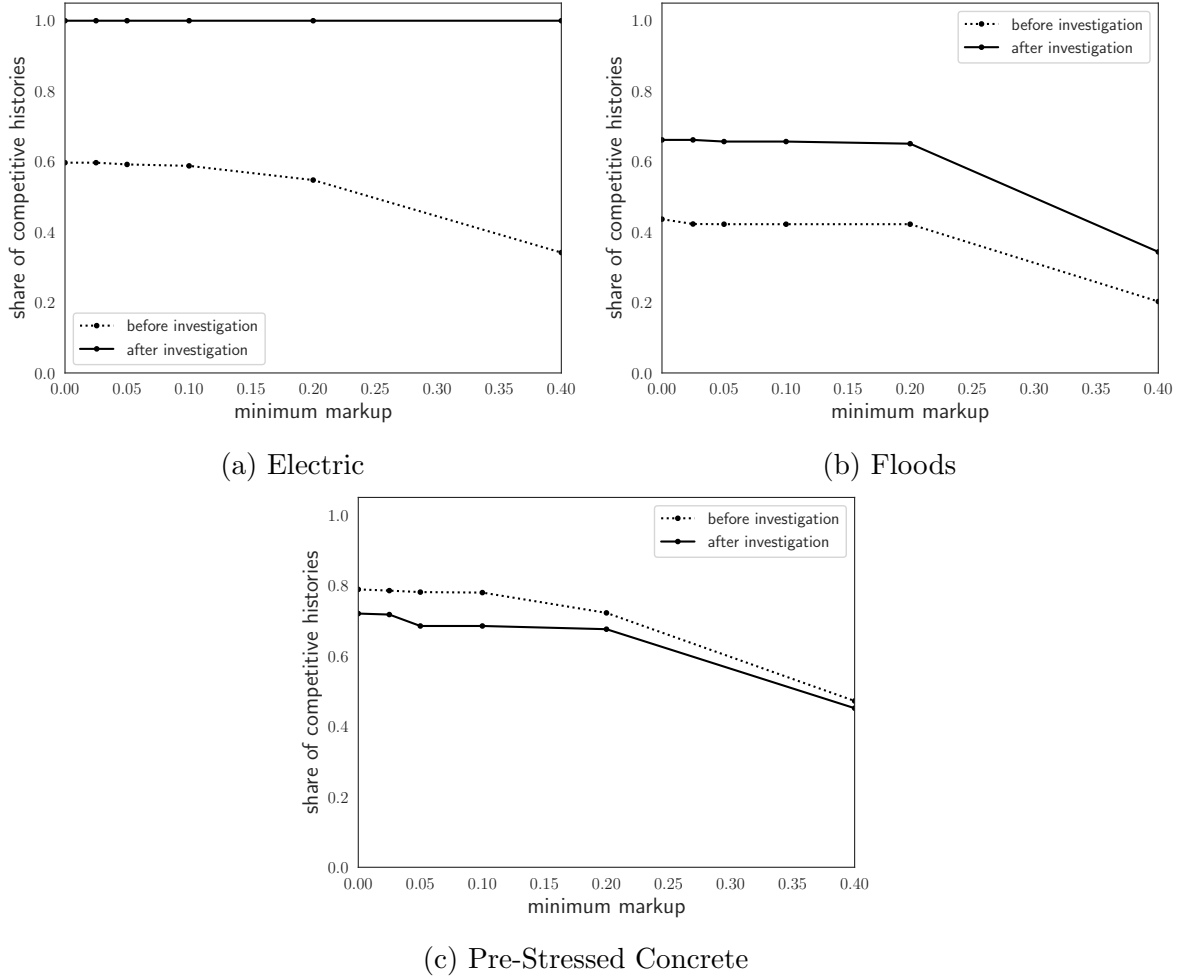 share of competitive histories
1.0
0.8
0.6
0.4
0.2
0.0
before investigation
after investigation
0.00 0.05 0.10 0.15 0.20 0.25 0.30 0.35 0.40
minimum markup
(a) Electric
share of competitive histories
1.0
0.8
0.6
0.4
0.2
0.0
before investigation
after investigation
0.00 0.05 0.10 0.15 0.20 0.25 0.30 0.35 0.40
minimum markup
(b) Floods
share of competitive histories
1.0
0.8
0.6
0.4
0.2
0.0
before investigation
after investigation
0.00 0.05 0.10 0.15 0.20 0.25 0.30 0.35 0.40
minimum markup
(c) Pre-Stressed Concrete